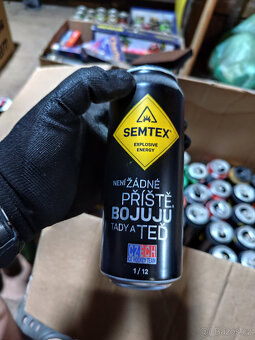 SEMTEX®
EXPLOSIVE
ENERGY
NENÍ ŽÁDNÉ
PŘÍŠTĚ.
BOJUJU
TADY A TEĎ
CZECH
1/12